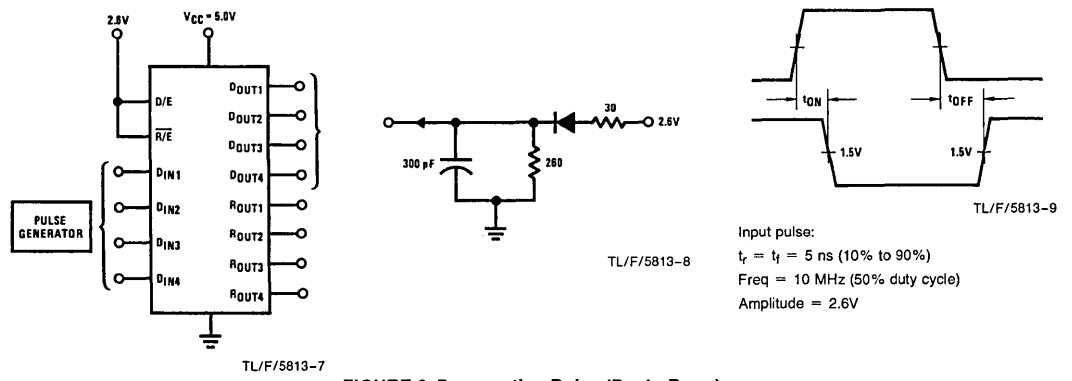 2.6V
VCC = 5.0V
D/E
R/E
DIN1
DIN2
DIN3
DIN4
PULSE
GENERATOR
DOUT1
DOUT2
DOUT3
DOUT4
ROUT1
ROUT2
ROUT3
ROUT4
TL/F/5813–7
300 pF
260
30
2.6V
TL/F/5813–8
tON
tOFF
1.5V
1.5V
TL/F/5813–9
Input pulse:
tr = tf = 5 ns (10% to 90%)
Freq = 10 MHz (50% duty cycle)
Amplitude = 2.6V